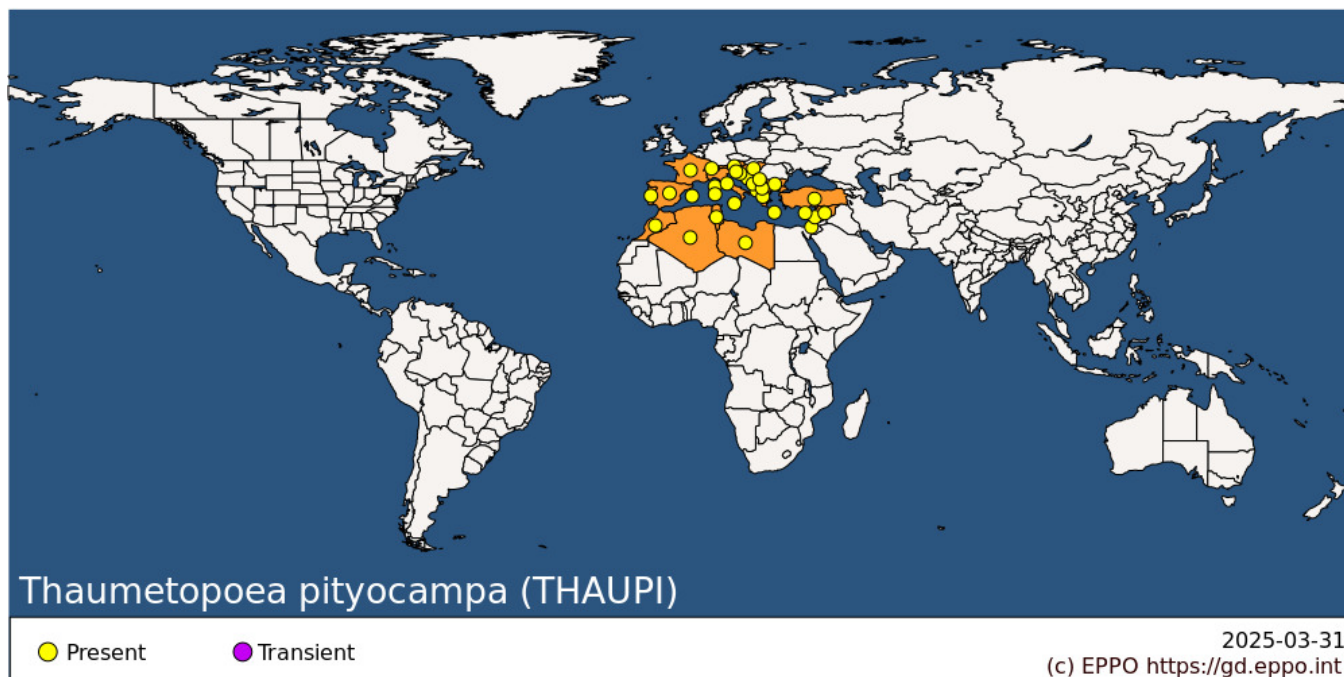 Thaumetopoea pityocampa (THAUPI)
Present
Transient
2025-03-31
(c) EPPO https://gd.eppo.int